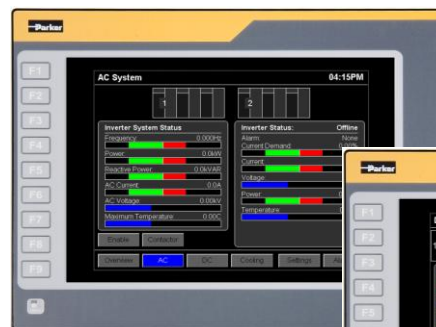 Parker
F1
F2
F3
F4
F5
F6
F7
F8
F9
AC System 04:15PM
1 2
Inverter System Status
Frequency: 0.000Hz
Power: 0.0kW
Reactive Power: 0.0kVAR
AC Current: 0.0A
AC Voltage: 0.00kV
Maximum Temperature: 0.00C
Inverter Status: Offline
Alarm: None
Current Demand: 0.00%
Current:
Voltage:
Power:
Temperature:
Enable Contactor
Overview AC DC Cooling Settings
Parker
F1
F2
F3
F4
F5